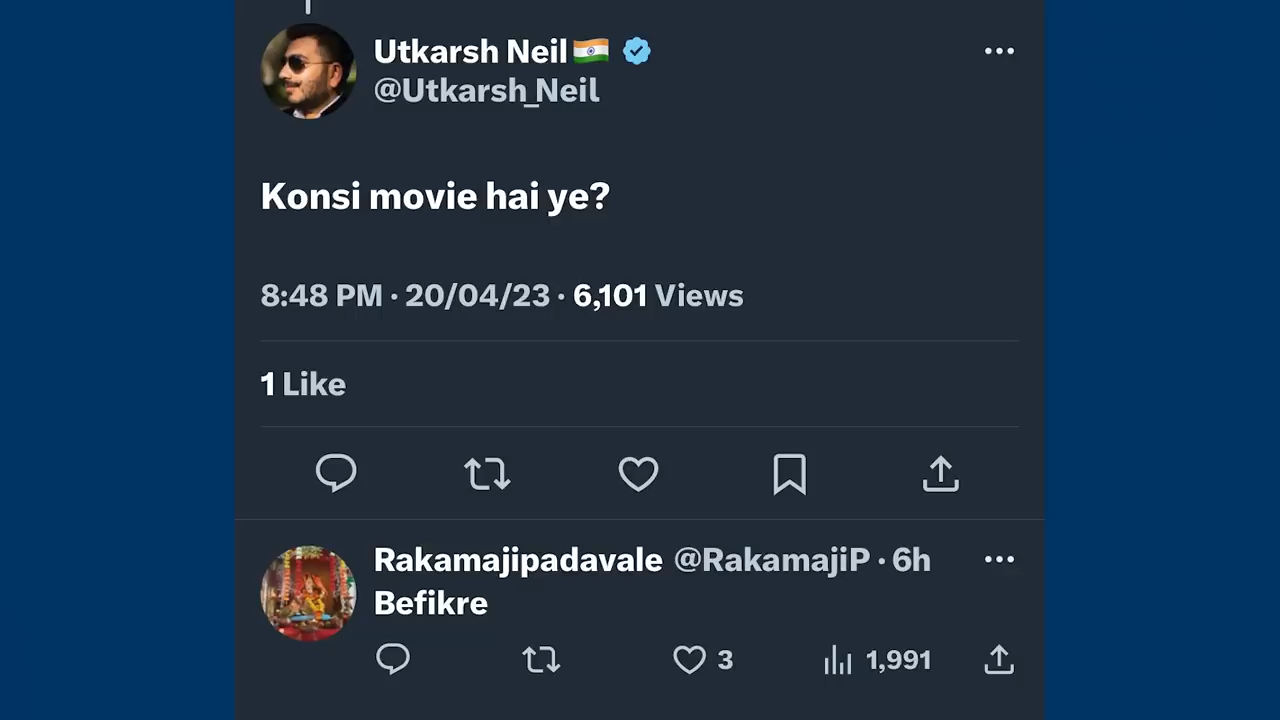 Utkarsh Neil🇮🇳
@Utkarsh_Neil
Konsi movie hai ye?
8:48 PM · 20/04/23 · 6,101 Views
1 Like
Rakamajipadavale @RakamajiP · 6h
Befikre
3 1,991